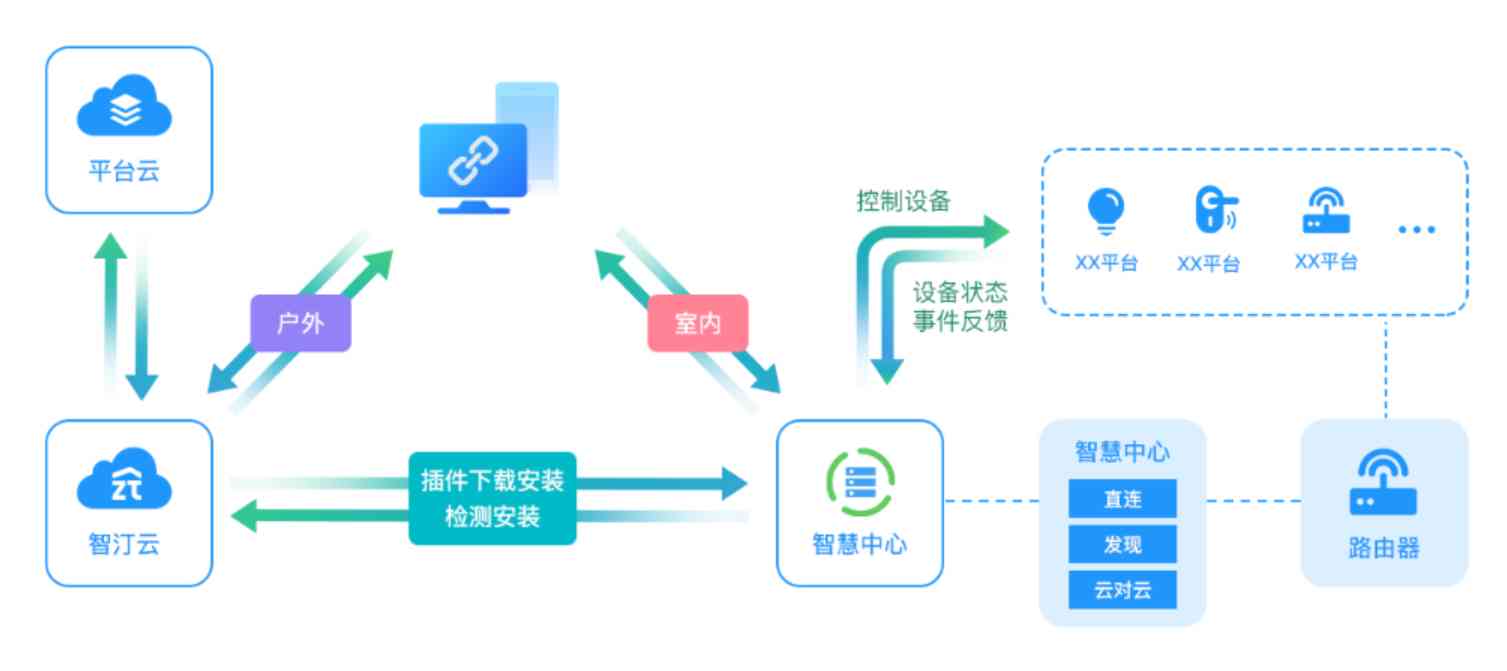 平台云
控制设备
设备状态
事件反馈
XX平台
XX平台
XX平台
...
户外
室内
智汀云
zt
插件下载安装
检测安装
智慧中心
智慧中心
直连
发现
云对云
路由器